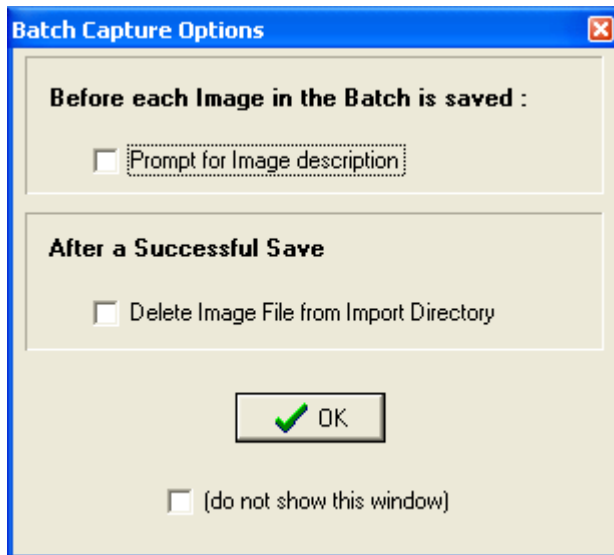 Batch Capture Options
Before each Image in the Batch is saved :
Prompt for Image description
After a Successful Save
Delete Image File from Import Directory
OK
(do not show this window)